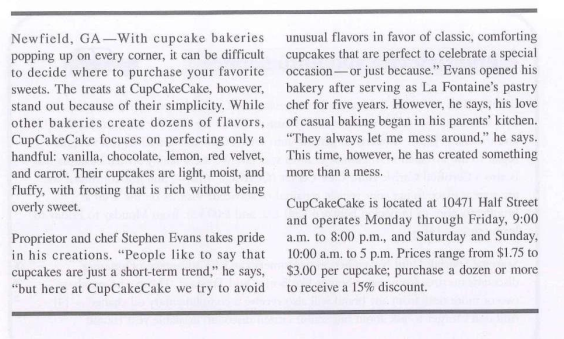 Newfield, GA—With cupcake bakeries
popping up on every corner, it can be difficult
to decide where to purchase your favorite
sweets. The treats at CupCakeCake, however,
stand out because of their simplicity. While
other bakeries create dozens of flavors,
CupCakeCake focuses on perfecting only a
handful: vanilla, chocolate, lemon, red velvet,
and carrot. Their cupcakes are light, moist, and
fluffy, with frosting that is rich without being
overly sweet.

Proprietor and chef Stephen Evans takes pride
in his creations. “People like to say that
cupcakes are just a short-term trend,” he says,
“but here at CupCakeCake we try to avoid
unusual flavors in favor of classic, comforting
cupcakes that are perfect to celebrate a special
occasion—or just because.” Evans opened his
bakery after serving as La Fontaine's pastry
chef for five years. However, he says, his love
of casual baking began in his parents' kitchen.
“They always let me mess around,” he says.
This time, however, he has created something
more than a mess.

CupCakeCake is located at 10471 Half Street
and operates Monday through Friday, 9:00
a.m. to 8:00 p.m., and Saturday and Sunday,
10:00 a.m. to 5 p.m. Prices range from $1.75 to
$3.00 per cupcake; purchase a dozen or more
to receive a 15% discount.